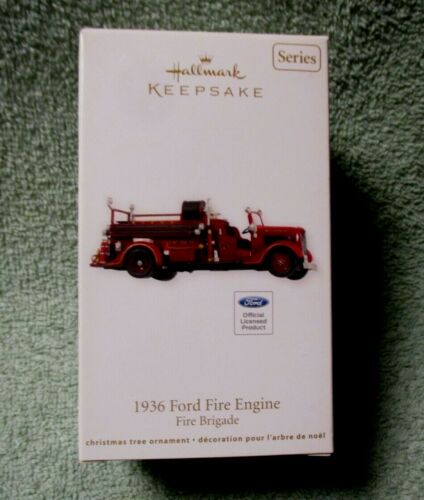 Series
Hallmark
KEEPSAKE
Ford
Official
Licensed
Product
1936 Ford Fire Engine
Fire Brigade
christmas tree ornament • décoration pour l'arbre de noël